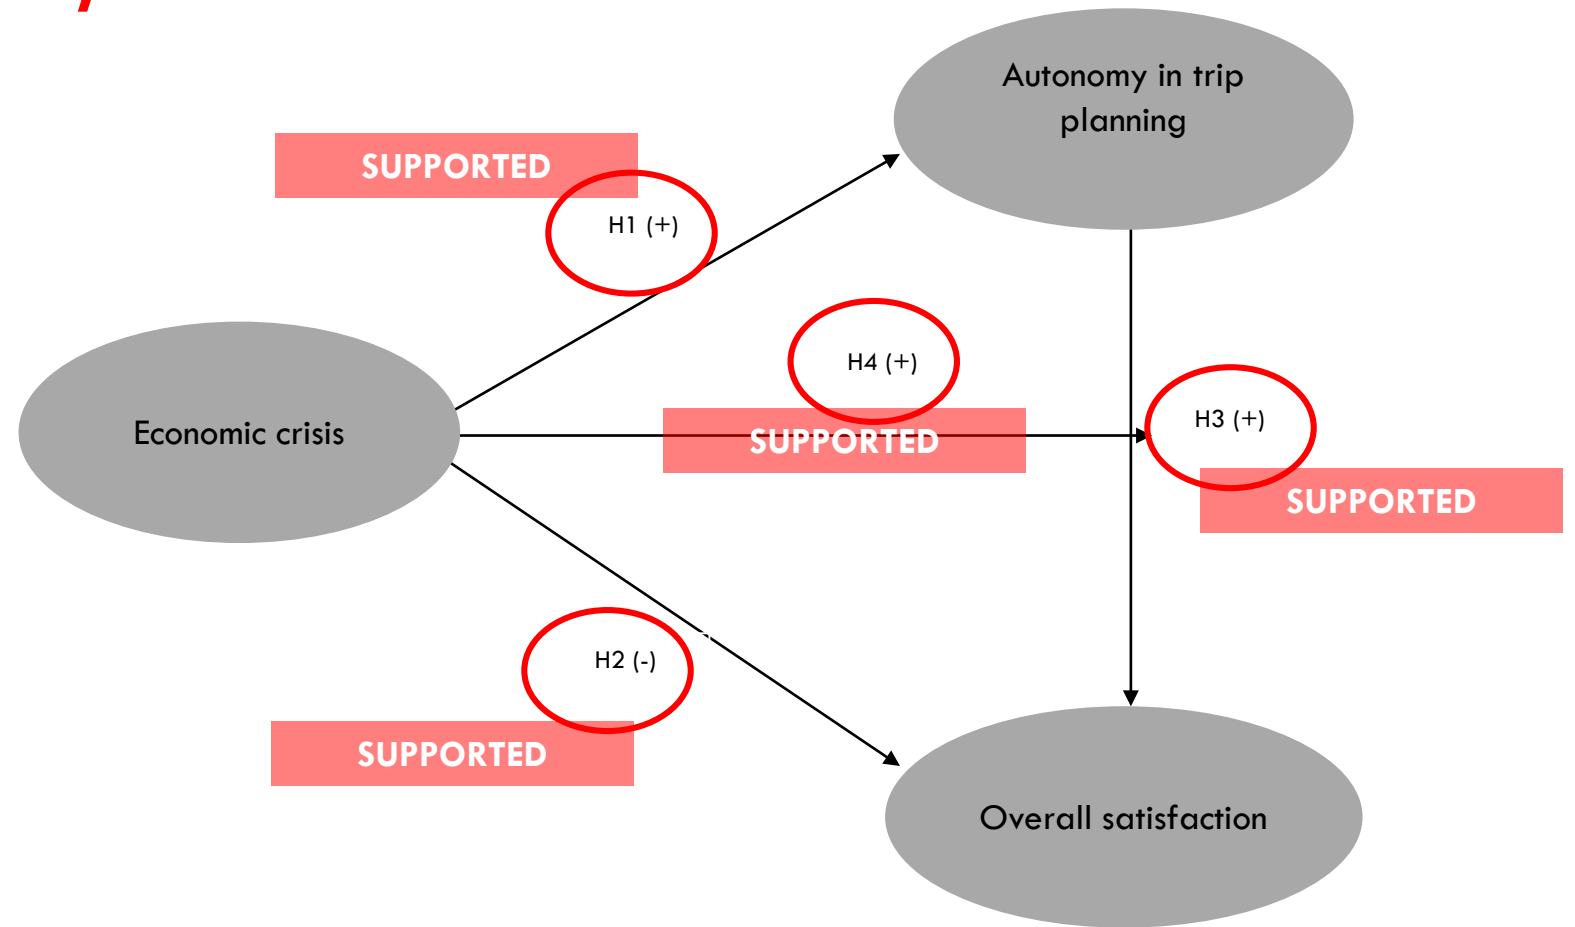 Autonomy in trip
planning
SUPPORTED
H1 (+)
H4 (+)
H3 (+)
Economic crisis
SUPPORTED
SUPPORTED
H2 (-)
SUPPORTED
Overall satisfaction